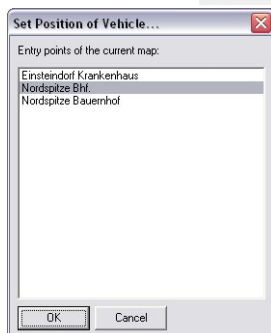 Set Position of Vehicle...
Entry points of the current map:
Einsteindorf Krankenhaus
Nordspitze Bhf.
Nordspitze Bauernhof
OK
Cancel